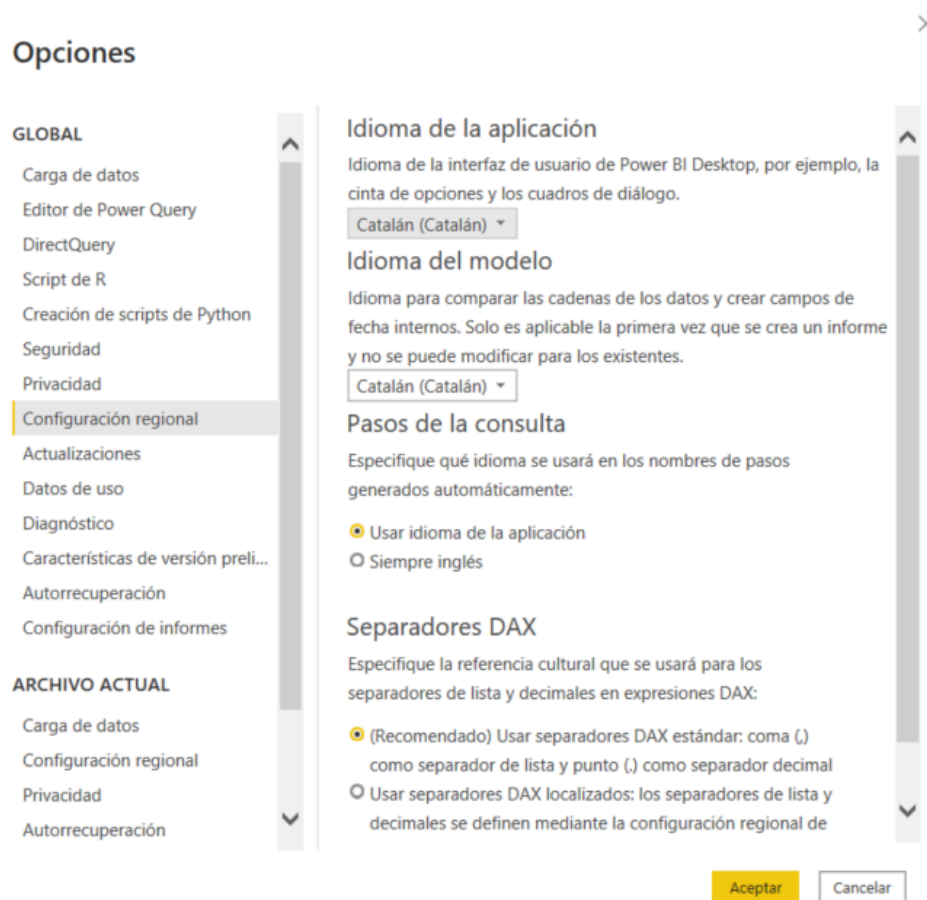 Opciones
GLOBAL
Carga de datos
Editor de Power Query
DirectQuery
Script de R
Creación de scripts de Python
Seguridad
Privacidad
Configuración regional
Actualizaciones
Datos de uso
Diagnóstico
Características de versión preli...
Autorrecuperación
Configuración de informes
ARCHIVO ACTUAL
Carga de datos
Configuración regional
Privacidad
Autorrecuperación
Idioma de la aplicación
Idioma de la interfaz de usuario de Power BI Desktop, por ejemplo, la
cinta de opciones y los cuadros de diálogo.
Catalán (Catalán)
Idioma del modelo
Idioma para comparar las cadenas de los datos y crear campos de
fecha internos. Solo es aplicable la primera vez que se crea un informe
y no se puede modificar para los existentes.
Catalán (Catalán)
Pasos de la consulta
Especifique qué idioma se usará en los nombres de pasos
generados automáticamente:
Usar idioma de la aplicación
Siempre inglés
Separadores DAX
Especifique la referencia cultural que se usará para los
separadores de lista y decimales en expresiones DAX:
(Recomendado) Usar separadores DAX estándar: coma (,)
como separador de lista y punto (.) como separador decimal
Usar separadores DAX localizados: los separadores de lista y
decimales se definen mediante la configuración regional de
Aceptar
Cancelar